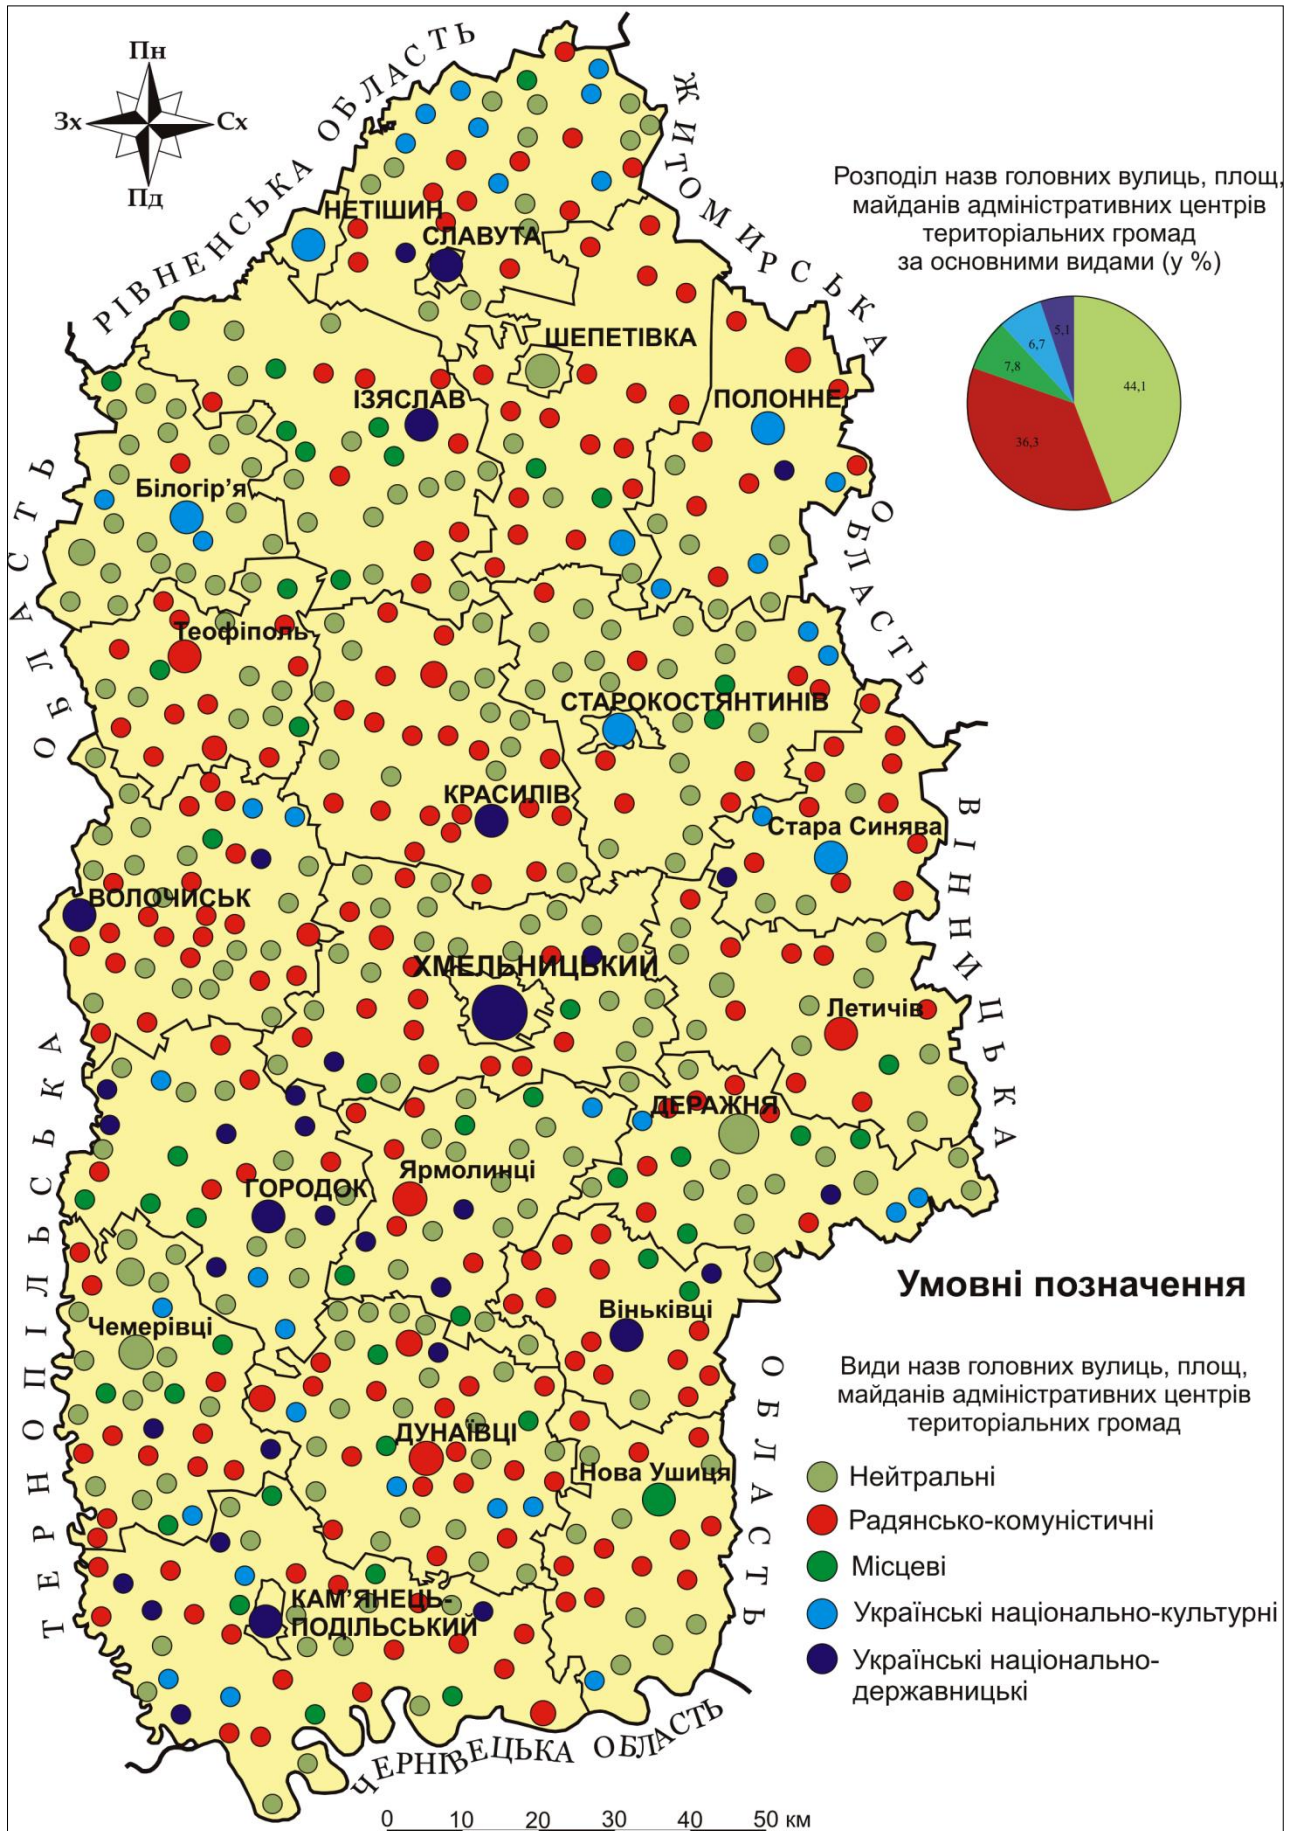 Пн
Зх
Сх
Пд
РІВНЕНСЬКА ОБЛАСТЬ
ЖИТОМИРСЬКА
ОБЛАСТЬ
Розподіл назв головних вулиць, площ,
майданів адміністративних центрів
територіальних громад
за основними видами (у %)
5,1
6,7
7,8
44,1
36,3
НЕТІШИН
СЛАВУТА
ШЕПЕТІВКА
ІЗЯСЛАВ
ПОЛОННЕ
Білогір’я
Теофіполь
СТАРОКОСТЯНТИНІВ
КРАСИЛІВ
Стара Синява
ВОЛОЧИСЬК
ХМЕЛЬНИЦЬКИЙ
Летичів
ДЕРАЖНЯ
Ярмолинці
ГОРОДОК
Віньківці
Чемерівці
ДУНАЇВЦІ
Нова Ушиця
КАМ’ЯНЕЦЬ-
ПОДІЛЬСЬКИЙ
ТЕРНОПІЛЬСЬКА
ОБЛАСТЬ
ВІННИЦЬКА
ОБЛАСТЬ
ЧЕРНІВЕЦЬКА ОБЛАСТЬ
Умовні позначення
Види назв головних вулиць, площ,
майданів адміністративних центрів
територіальних громад
Нейтральні
Радянсько-комуністичні
Місцеві
Українські національно-культурні
Українські національно-
державницькі
0 10 20 30 40 50 км